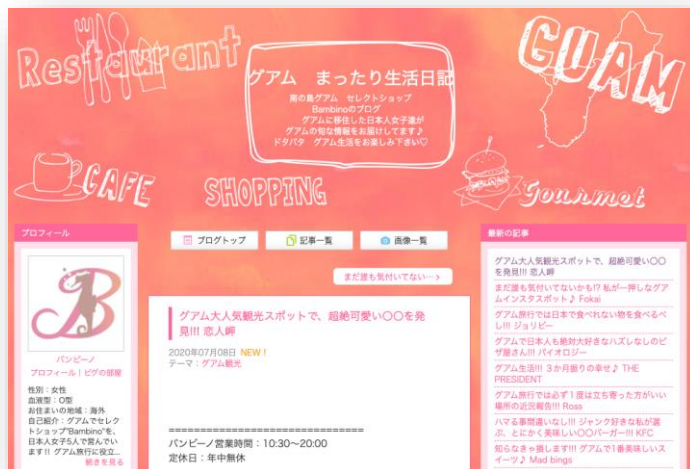 Restaurant
GUAM
グアム まったり生活日記
南の島グアム セレクトショップ
Bambinoのブログ
グアムに移住した日本人女子達が
グアムの旬な情報をお届けしてます♪
ドタバタ グアム生活をお楽しみ下さい♡
CAFE
SHOPPING
Gourmet
プロフィール
B
バンビーノ
プロフィール｜ピグの部屋
性別：女性
血液型：O型
お住まいの地域：海外
自己紹介：グアムでセレク
トショップ"Bambino"を、
日本人女子5人で営んでい
ます!! グアム旅行に役立...
続きを見る
ブログトップ
記事一覧
画像一覧
まだ誰も気付いてない…>
グアム大人気観光スポットで、超絶可愛い〇〇を発
見!!! 恋人岬
2020年07月08日 NEW！
テーマ：グアム観光
==============================
バンビーノ営業時間：10:30〜20:00
定休日：年中無休
最新の記事
グアム大人気観光スポットで、超絶可愛い〇〇
を発見!!! 恋人岬
まだ誰も気付いてないかも!? 私が一押しなグア
ムインスタスポット♪ Fokai
グアム旅行では日本で食べれない物を食べるべ
し!!! ジョリビー
グアムで日本人も絶対大好きなハズレなしのピ
ザ屋さん!!! パイオロジー
グアム生活!!! ３か月振りの幸せ♪ THE
PRESIDENT
グアム旅行では必ず１度は立ち寄った方がいい
場所の近況報告!!! Ross
ハマる事間違いなし!!! ジャンク好きな私が選
ぶ、とにかく美味しい〇〇バーガー!!! KFC
知らなきゃ損します!!! グアムで1番美味しいス
イーツ♪ Mad bings